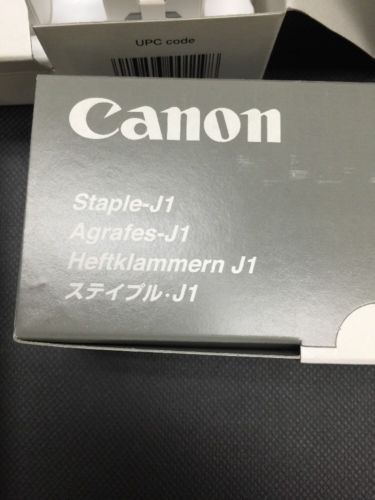 UPC code
Canon
Staple-J1
Agrafes-J1
Heftklammern J1
ステイプル·J1